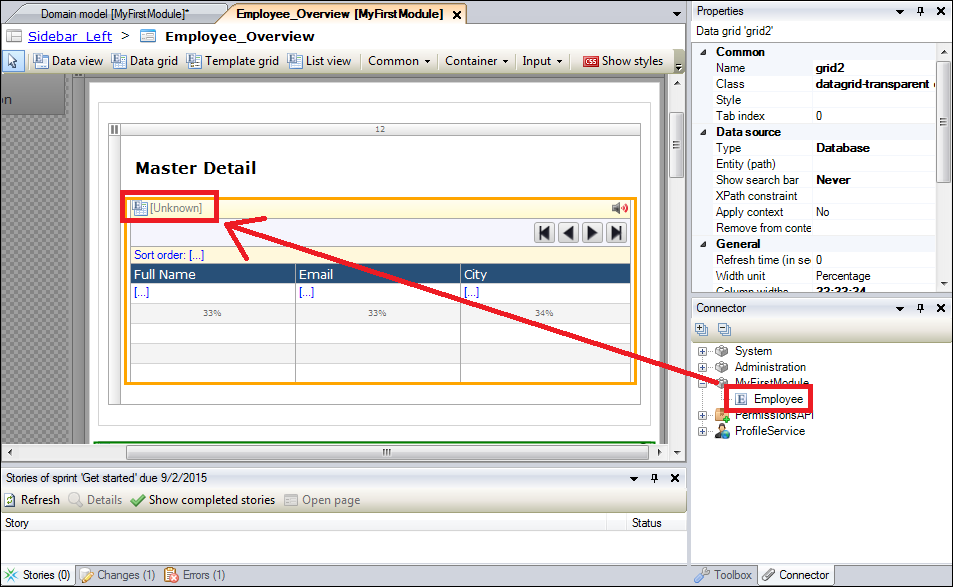 Domain model [MyFirstModule]*
Employee_Overview [MyFirstModule]
Sidebar_Left > Employee_Overview
Data view Data grid Template grid List view Common Container Input CSS Show styles
on
12
Master Detail
[Unknown]
Sort order: [...]
Full Name Email City
[...] [...] [...]
33% 33% 34%
Properties
Data grid 'grid2'
Common
Name grid2
Class datagrid-transparent
Style
Tab index 0
Data source
Type Database
Entity (path)
Show search bar Never
XPath constraint
Apply context No
Remove from conte
General
Refresh time (in sec 0
Width unit Percentage
Column widths 33;33;34
Connector
System
Administration
MyFirstModule
E Employee
PermissionsAPI
ProfileService
Stories of sprint 'Get started' due 9/2/2015
Refresh Details Show completed stories Open page
Story Status
Stories (0) Changes (1) Errors (1)
Toolbox Connector